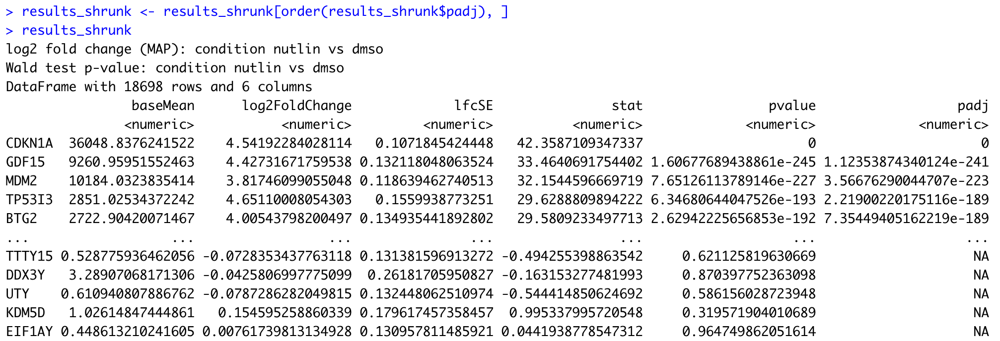 > results_shrunk <- results_shrunk[order(results_shrunk$padj), ]
> results_shrunk
log2 fold change (MAP): condition nutlin vs dmso
Wald test p-value: condition nutlin vs dmso
DataFrame with 18698 rows and 6 columns
baseMean log2FoldChange lfcSE stat pvalue padj
<numeric> <numeric> <numeric> <numeric> <numeric> <numeric>
CDKN1A 36048.8376241522 4.54192284028114 0.1071845424448 42.3587109347337 0 0
GDF15 9260.95951552463 4.42731671759538 0.132118048063524 33.4640691754402 1.60677689438861e-245 1.12353874340124e-241
MDM2 10184.0323835414 3.81746099055048 0.118639462740513 32.1544596669719 7.65126113789146e-227 3.56676290044707e-223
TP53I3 2851.02534372242 4.65110008054303 0.1559938773251 29.6288809894222 6.34680644047526e-193 2.21900220175116e-189
BTG2 2722.90420071467 4.00543798200497 0.134935441892802 29.5809233497713 2.62942225656853e-192 7.35449405162219e-189
... ... ... ... ... ... ...
TTTY15 0.528775936462056 -0.0728353437763118 0.131381596913272 -0.494255398863542 0.621125819630669 NA
DDX3Y 3.28907068171306 -0.0425806997775099 0.26181705950827 -0.163153277481993 0.870397752363098 NA
UTY 0.610940807886762 -0.0787286282049815 0.132448062510974 -0.544414850624692 0.586156028723948 NA
KDM5D 1.02614847444861 0.154595258860339 0.179617457358457 0.995337995720548 0.319571904010689 NA
EIF1AY 0.448613210241605 0.00761739813134928 0.130957811485921 0.0441938778547312 0.964749862051614 NA